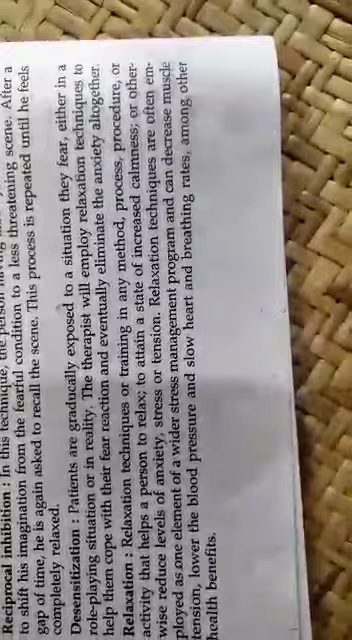 Reciprocal inhibition : In this technique, the person having
to shift his imagination from the fearful condition to a less threatening scene. After a
gap of time, he is again asked to recall the scene. This process is repeated until he feels
completely relaxed.
Desensitization : Patients are gradually exposed to a situation they fear, either in a
role-playing situation or in reality. The therapist will employ relaxation techniques to
help them cope with their fear reaction and eventually eliminate the anxiety altogether.
Relaxation : Relaxation techniques or training in any method, process, procedure, or
activity that helps a person to relax; to attain a state of increased calmness; or other-
wise reduce levels of anxiety, stress or tension. Relaxation techniques are often em-
ployed as one element of a wider stress management program and can decrease muscle
tension, lower the blood pressure and slow heart and breathing rates, among other
health benefits.